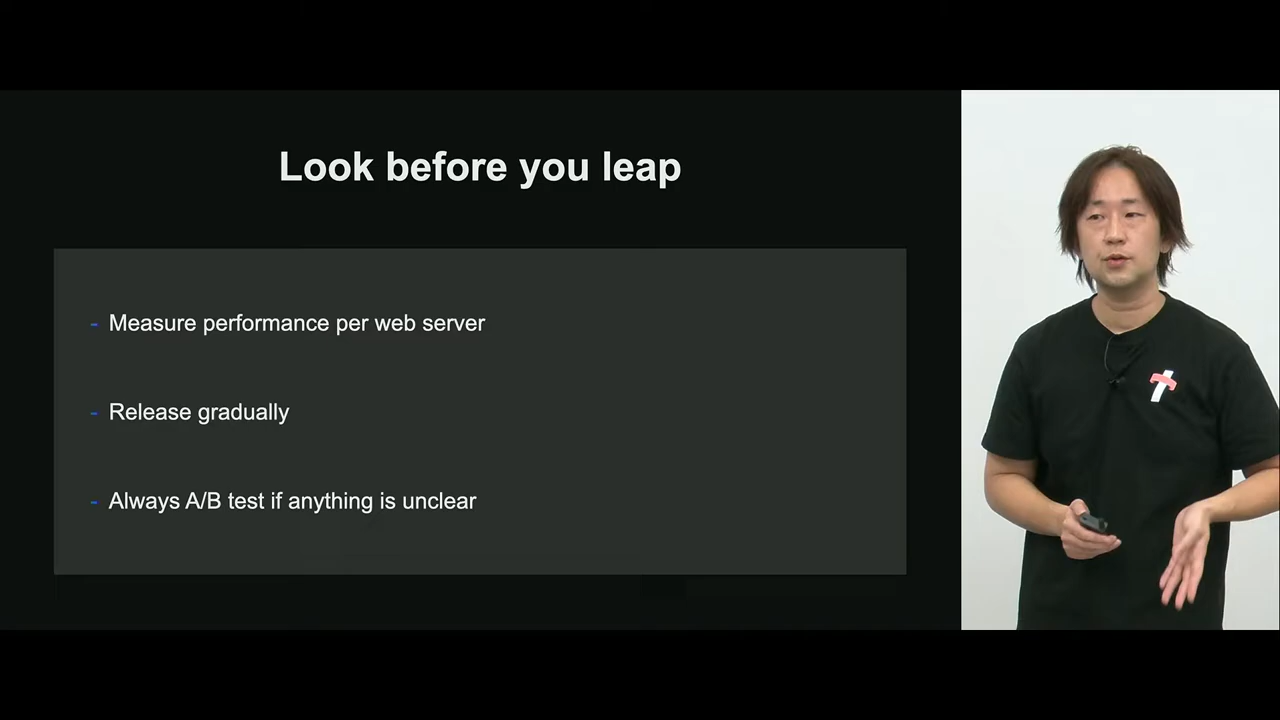 Look before you leap
- Measure performance per web server
- Release gradually
- Always A/B test if anything is unclear